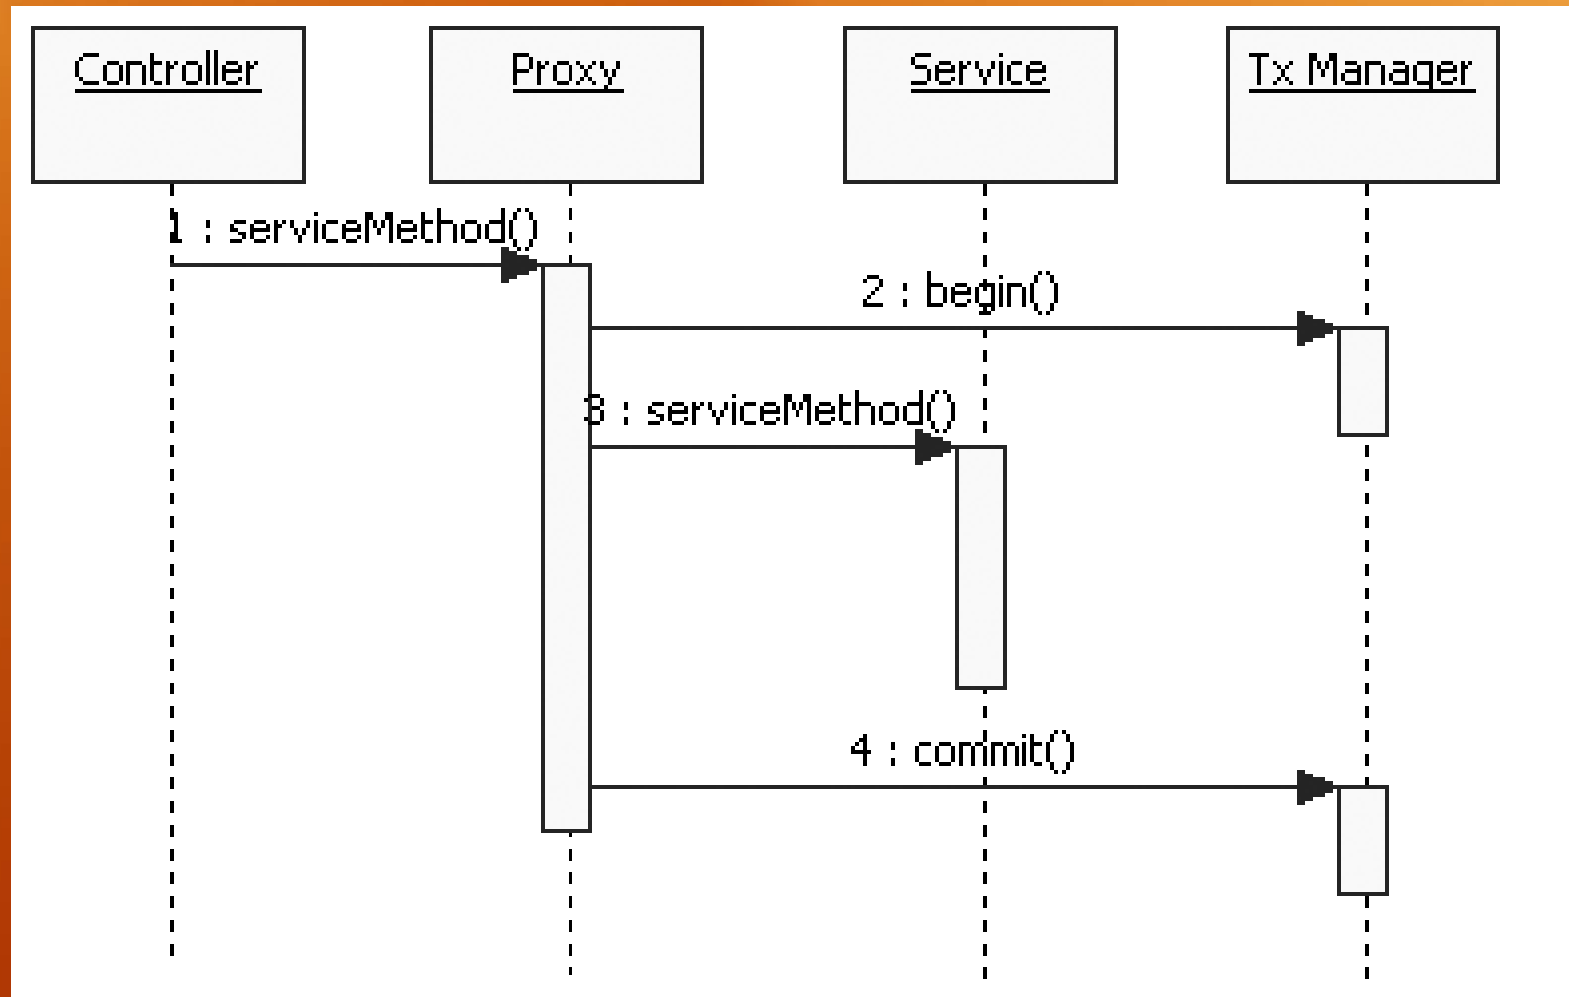 Controller
Proxy
Service
Tx Manager
1 : serviceMethod()
2 : begin()
3 : serviceMethod()
4 : commit()